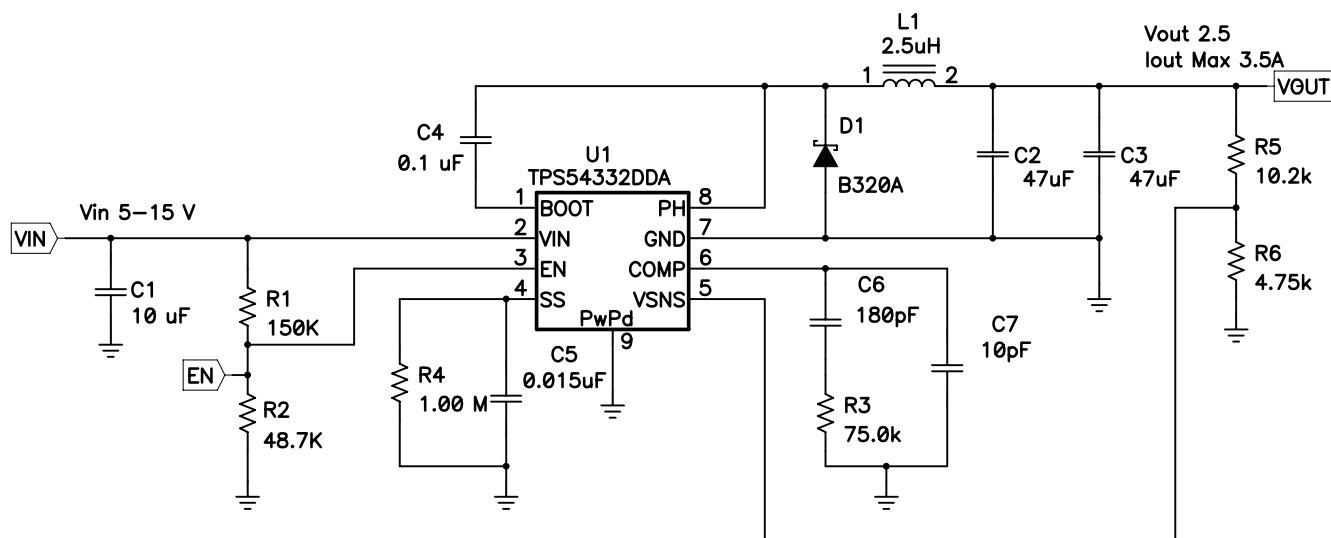 L1
2.5uH
1 2
Vout 2.5
Iout Max 3.5A
VOUT
C4
0.1 uF
U1
TPS54332DDA
D1
B320A
C2
47uF
C3
47uF
R5
10.2k
1 BOOT PH 8
Vin 5-15 V
VIN
2 VIN GND 7
3 EN COMP 6
4 SS VSNS 5
PwPd
9
C1
10 uF
R1
150K
EN
R2
48.7K
R4
1.00 M
C5
0.015uF
C6
180pF
C7
10pF
R3
75.0k
R6
4.75k